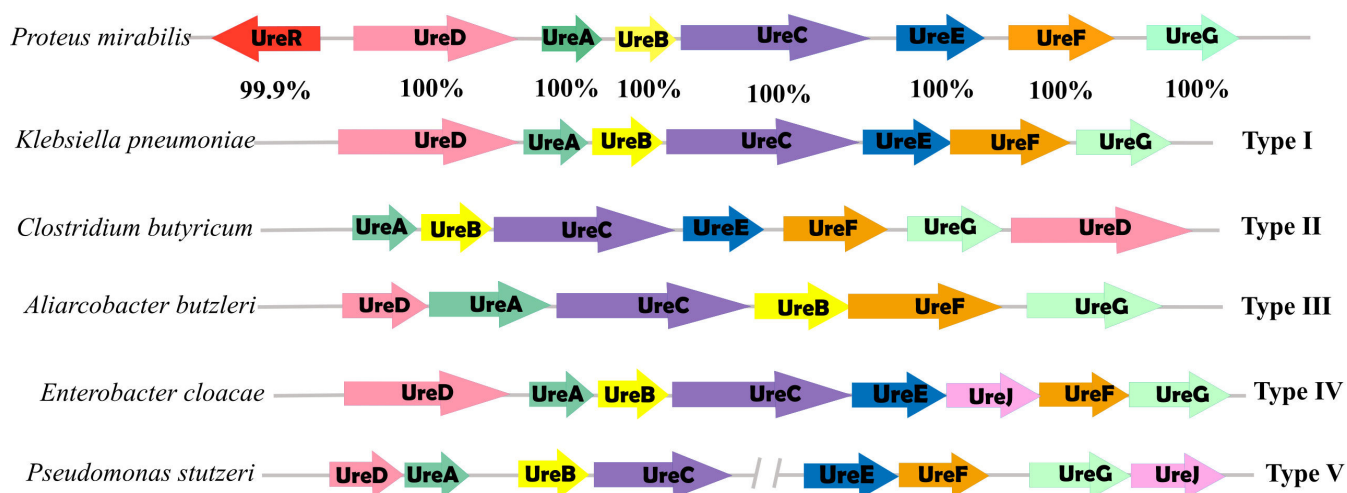 Proteus mirabilis UreR UreD UreA UreB UreC UreE UreF UreG
99.9% 100% 100% 100% 100% 100% 100% 100%
Klebsiella pneumoniae UreD UreA UreB UreC UreE UreF UreG Type I
Clostridium butyricum UreA UreB UreC UreE UreF UreG UreD Type II
Aliarcobacter butzleri UreD UreA UreC UreB UreF UreG Type III
Enterobacter cloacae UreD UreA UreB UreC UreE UreJ UreF UreG Type IV
Pseudomonas stutzeri UreD UreA UreB UreC UreE UreF UreG UreJ Type V